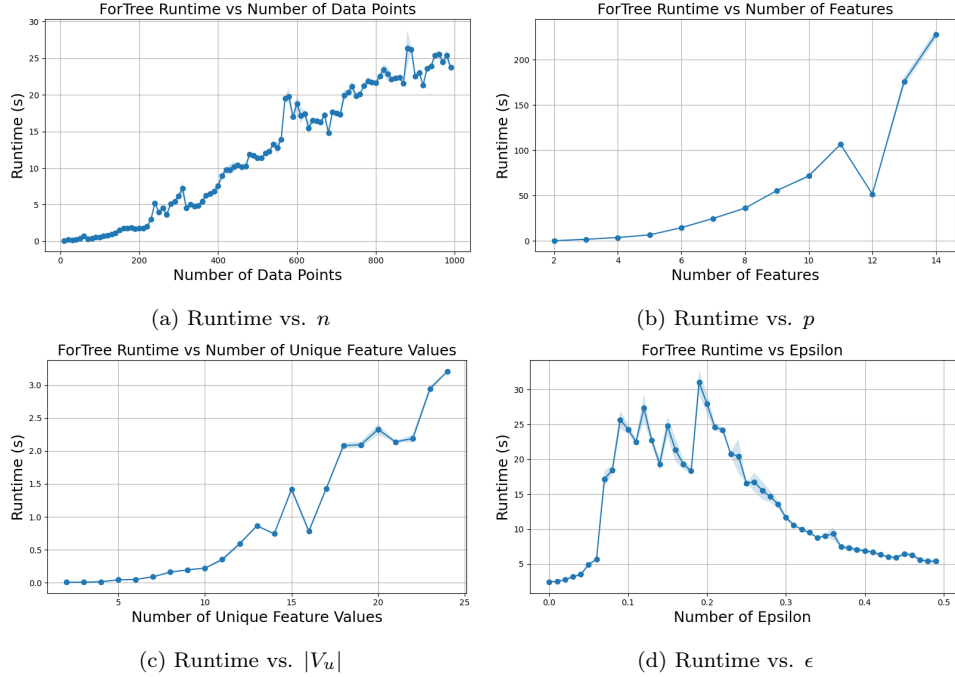 ForTree Runtime vs Number of Data Points
Runtime (s)
30
25
20
15
10
5
0
0 200 400 600 800 1000
Number of Data Points
(a) Runtime vs. n
ForTree Runtime vs Number of Features
Runtime (s)
200
150
100
50
0
2 4 6 8 10 12 14
Number of Features
(b) Runtime vs. p
ForTree Runtime vs Number of Unique Feature Values
Runtime (s)
3.0
2.5
2.0
1.5
1.0
0.5
0.0
5 10 15 20 25
Number of Unique Feature Values
(c) Runtime vs. |V_u|
ForTree Runtime vs Epsilon
Runtime (s)
30
25
20
15
10
5
0.0 0.1 0.2 0.3 0.4 0.5
Number of Epsilon
(d) Runtime vs. ϵ